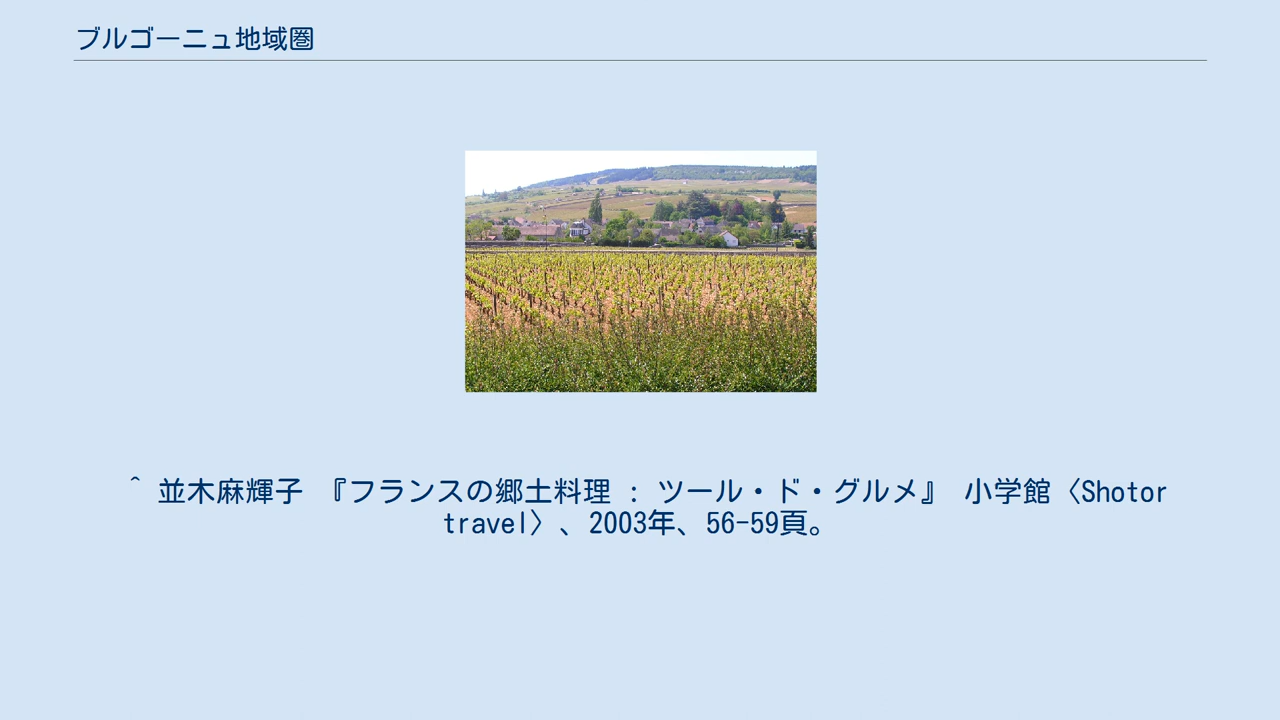 ブルゴーニュ地域圏
^ 並木麻輝子 『フランスの郷土料理 : ツール・ド・グルメ』 小学館〈Shotor
travel〉、2003年、56-59頁。